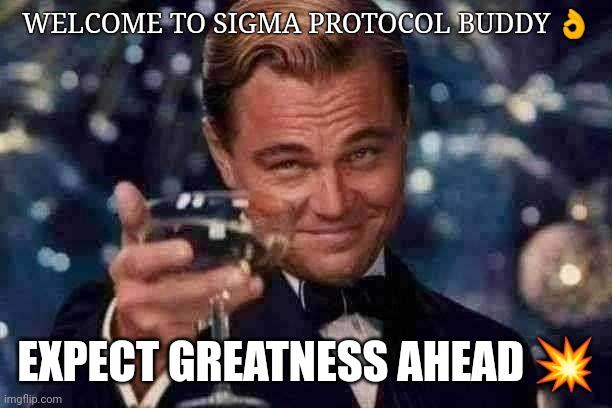 WELCOME TO SIGMA PROTOCOL BUDDY 👌
EXPECT GREATNESS AHEAD 💥
imgflip.com